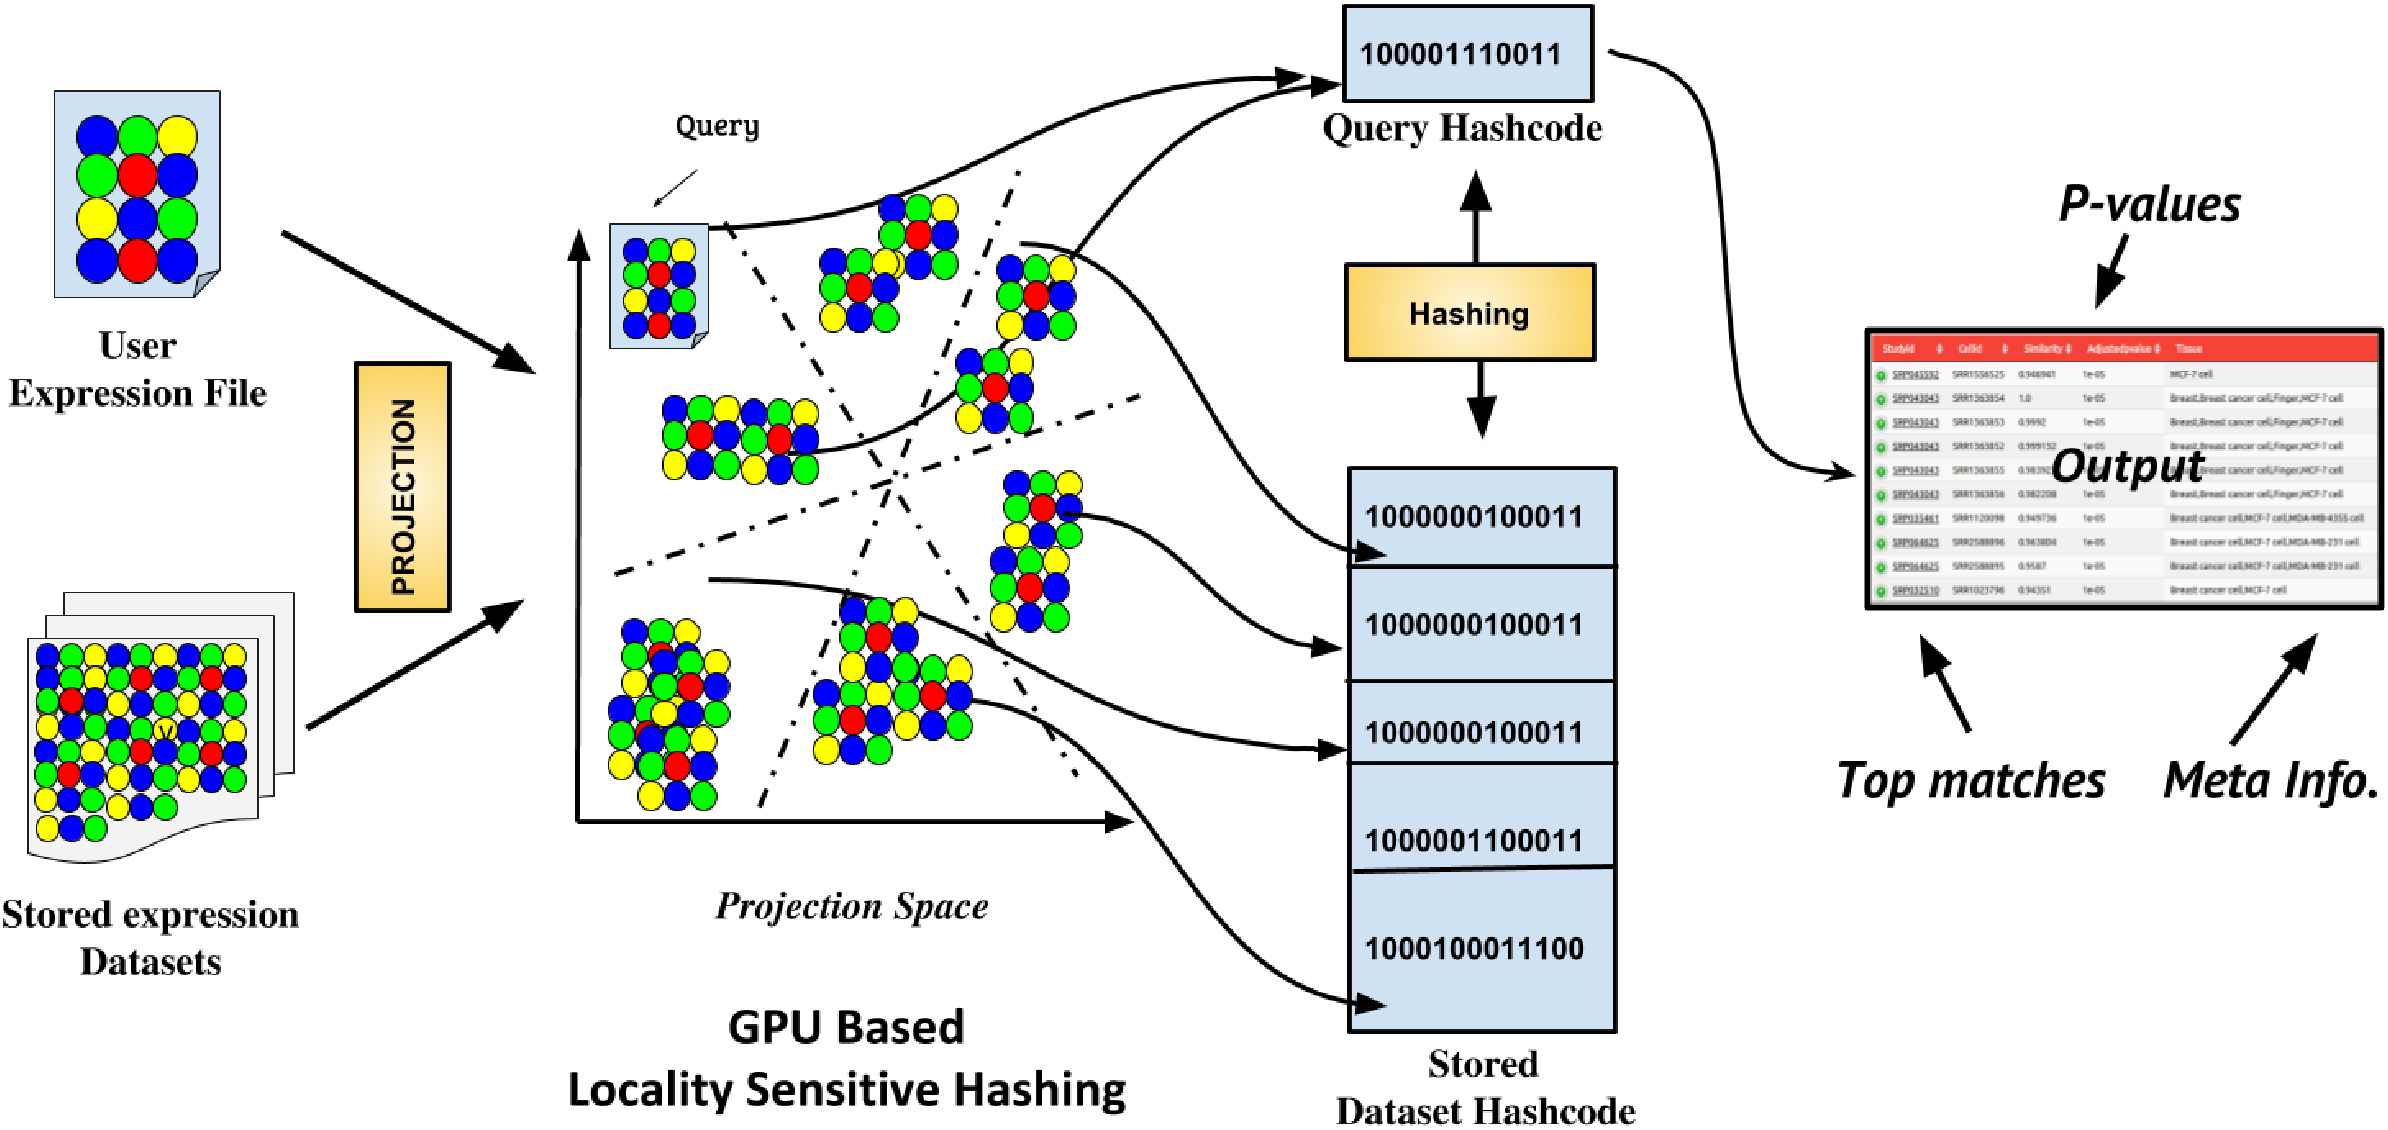 User
Expression File
PROJECTION
Stored expression
Datasets
V
Query
Projection Space
GPU Based
Locality Sensitive Hashing
100001110011
Query Hashcode
Hashing
1000000100011
1000000100011
1000000100011
1000001100011
1000100011100
Stored
Dataset Hashcode
P-values
StudyId CellId Similarity Adjustedpvalue Tissue
SRP045592 SRR1556525 0.946941 1e-05 MCF-7 cell
SRP043043 SRR1363854 1.0 1e-05 Breast,Breast cancer cell,Finger,MCF-7 cell
SRP043043 SRR1363853 0.9992 1e-05 Breast,Breast cancer cell,Finger,MCF-7 cell
SRP043043 SRR1363852 0.999152 1e-05 Breast,Breast cancer cell,Finger,MCF-7 cell
Output
SRP043043 SRR1363855 1e-05 cell,Finger,MCF-7 cell
SRP043043 SRR1363856 0.982208 1e-05 Breast,Breast cancer cell,Finger,MCF-7 cell
SRP035461 SRR1120098 0.949736 1e-05 Breast cancer cell,MCF-7 cell,MDA-MB-435S cell
SRP064625 SRR2588896 0.963804 1e-05 Breast cancer cell,MCF-7 cell,MDA-MB-231 cell
SRP064625 SRR2588895 0.9587 1e-05 Breast cancer cell,MCF-7 cell,MDA-MB-231 cell
SRP032510 SRR1023796 0.94351 1e-05 Breast cancer cell,MCF-7 cell
Top matches
Meta Info.